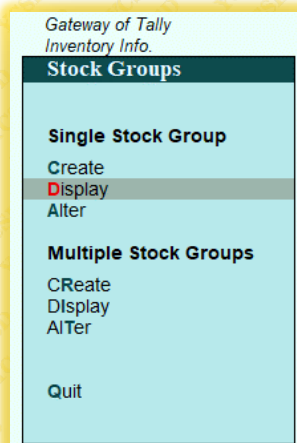 Gateway of Tally
Inventory Info.
Stock Groups
Single Stock Group
Create
Display
Alter
Multiple Stock Groups
CReate
DIsplay
AlTer
Quit